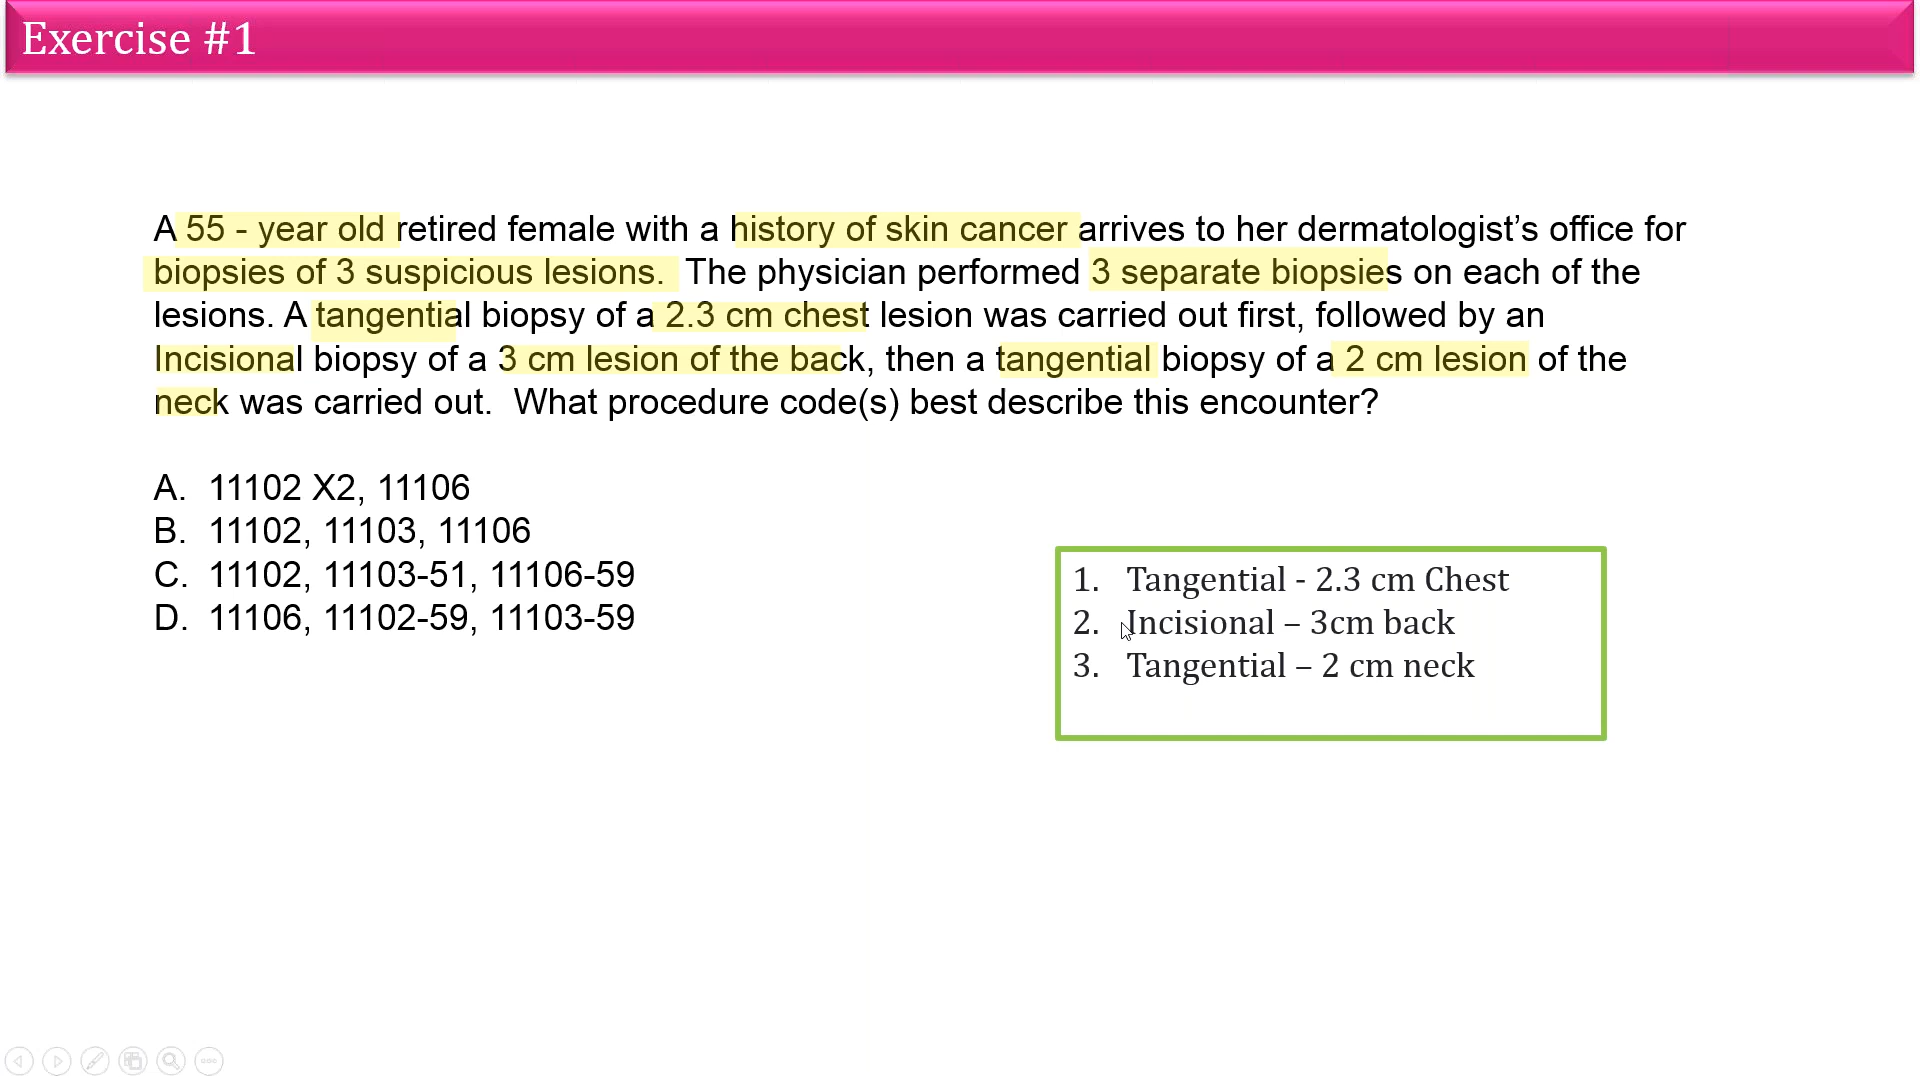 Exercise #1
A 55 - year old retired female with a history of skin cancer arrives to her dermatologist’s office for
biopsies of 3 suspicious lesions.  The physician performed 3 separate biopsies on each of the
lesions. A tangential biopsy of a 2.3 cm chest lesion was carried out first, followed by an
Incisional biopsy of a 3 cm lesion of the back, then a tangential biopsy of a 2 cm lesion of the
neck was carried out.  What procedure code(s) best describe this encounter?
A. 11102 X2, 11106
B. 11102, 11103, 11106
C. 11102, 11103-51, 11106-59
D. 11106, 11102-59, 11103-59
1. Tangential - 2.3 cm Chest
2. Incisional – 3cm back
3. Tangential – 2 cm neck